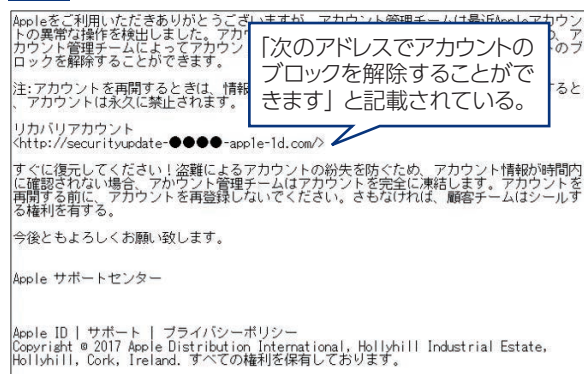 Appleをご利用いただきありがとうございますが、アカウント管理チームは最近Appleアカウン
トの異常な操作を検出しました。アカウ
カウント管理チームによってアカウン
ロックを解除することができます。
「次のアドレスでアカウントの
ブロックを解除することがで
きます」と記載されている。
注:アカウントを再開するときは、情報
、アカウントは永久に禁止されます。
リカバリアカウント
<http://securityupdate-●●●●-app1e-1d.com/>
すぐに復元してください！盗難によるアカウントの紛失を防ぐため、アカウント情報が時間内
に確認されない場合、アかウント管理チームはアカウントを完全に凍結します。アカウントを
再開する前に、アカウントを再登録しないでください。さもなければ、顧客チームはシールす
る権利を有する。
今後ともよろしくお願い致します。
Apple サポートセンター
Apple ID | サポート | プライバシーポリシー
Copyright © 2017 Apple Distribution International, Hollyhill Industrial Estate,
Hollyhill, Cork, Ireland. すべての権利を保有しております。